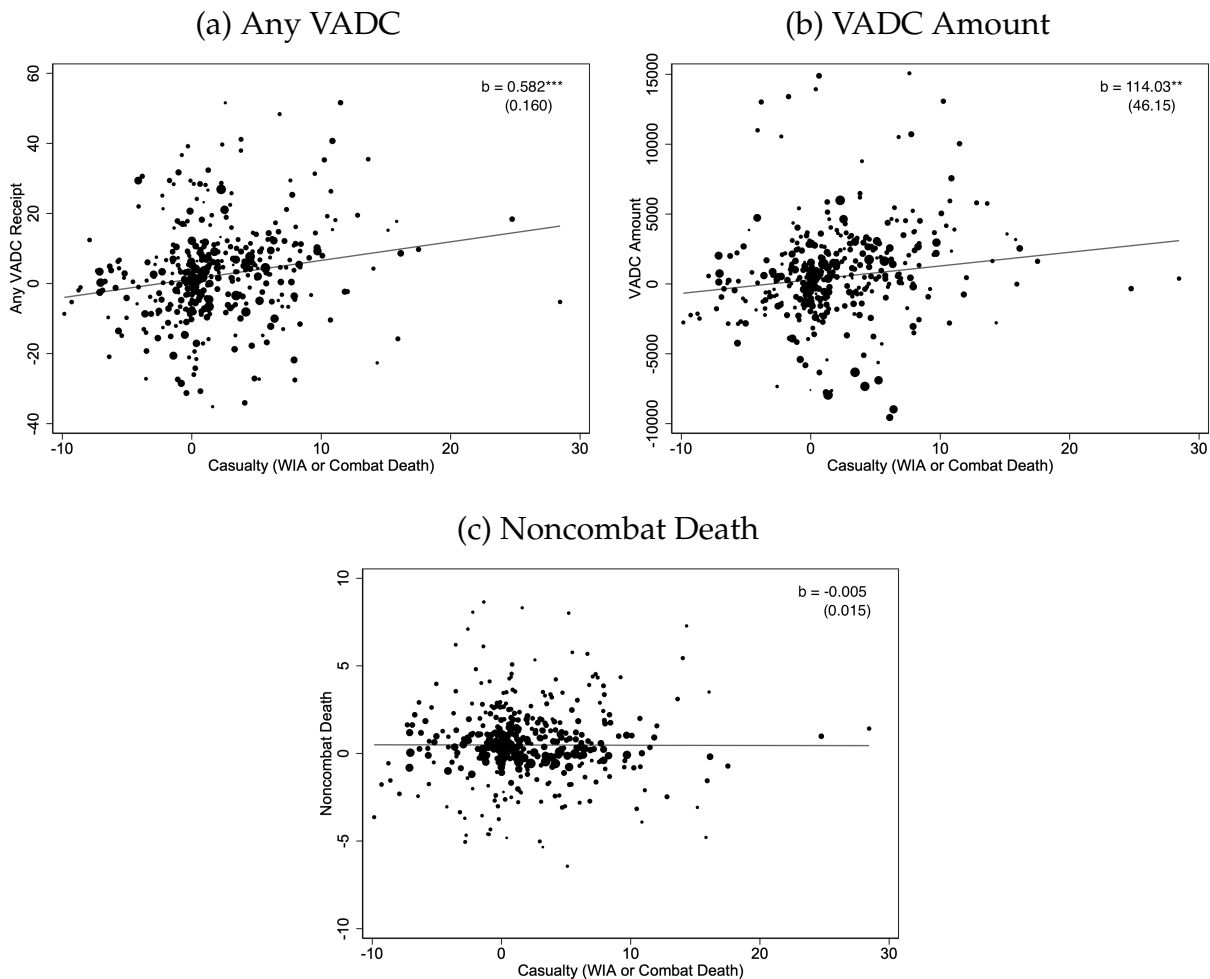 (a) Any VADC
b = 0.582***
(0.160)
60
40
20
0
-20
-40
Any VADC Receipt
-10 0 10 20 30
Casualty (WIA or Combat Death)
(b) VADC Amount
b = 114.03**
(46.15)
15000
10000
5000
0
-5000
-10000
VADC Amount
-10 0 10 20 30
Casualty (WIA or Combat Death)
(c) Noncombat Death
b = -0.005
(0.015)
10
5
0
-5
-10
Noncombat Death
-10 0 10 20 30
Casualty (WIA or Combat Death)